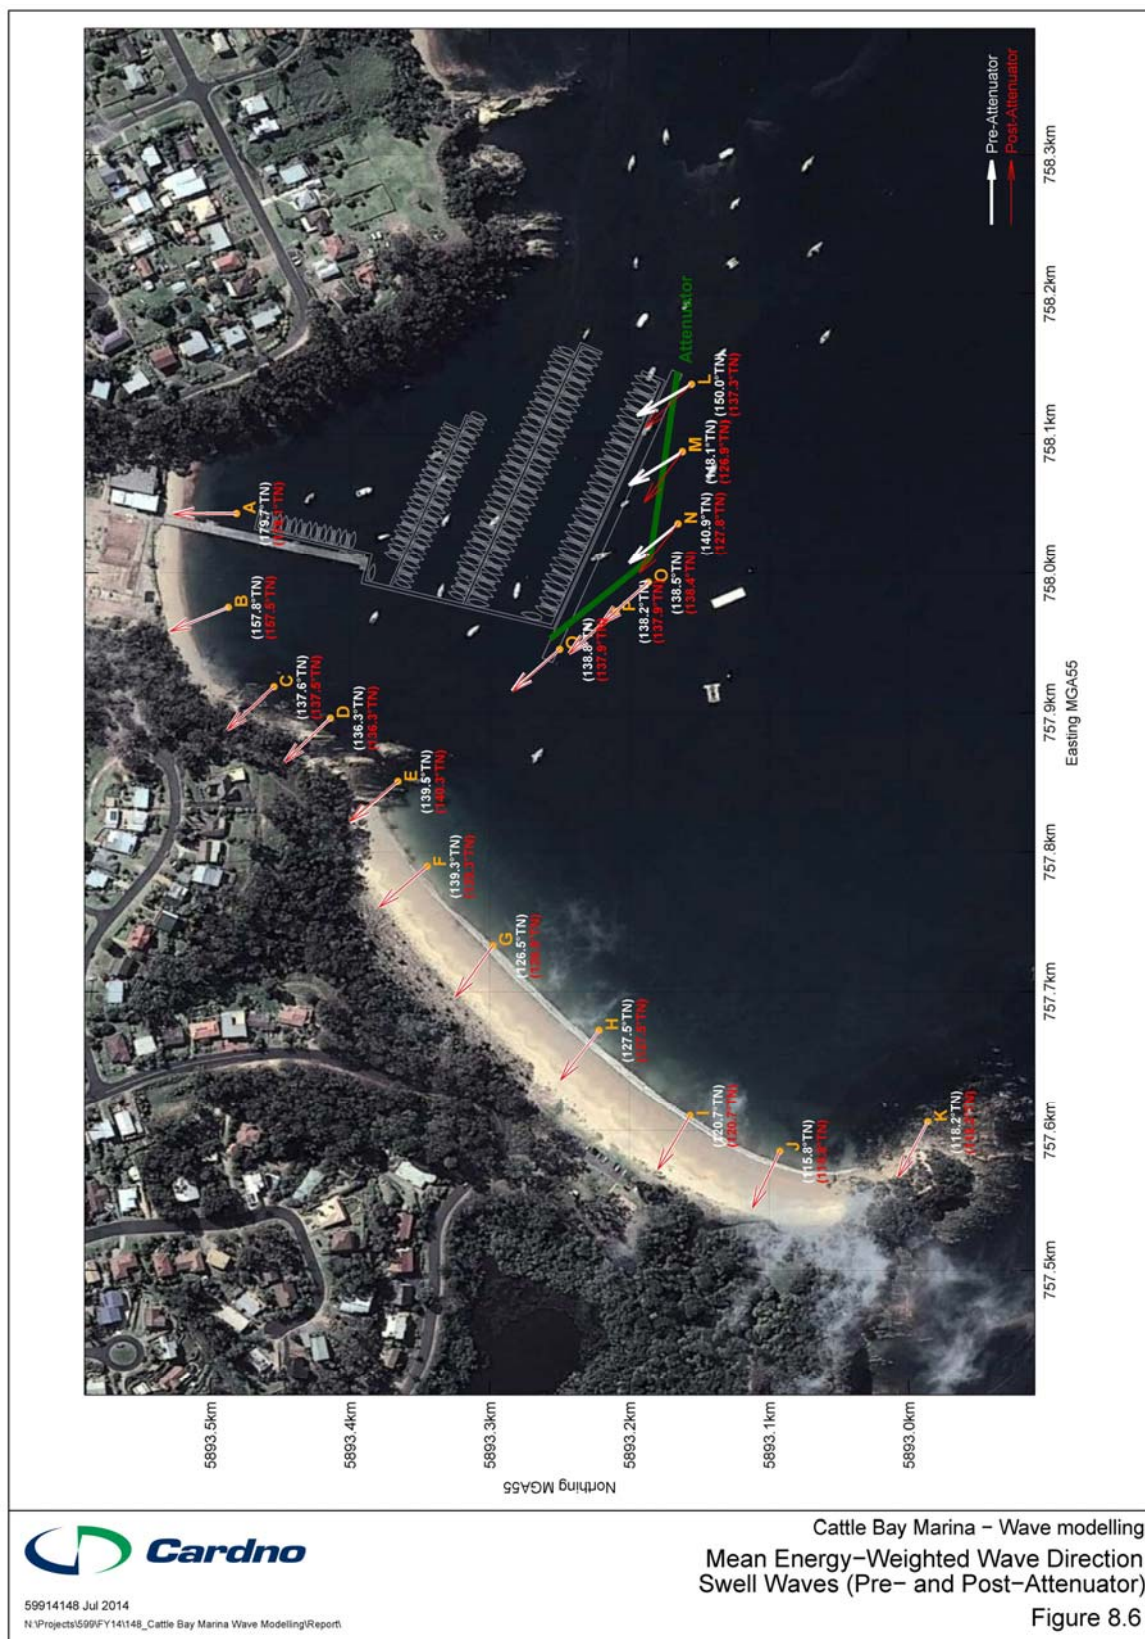 Pre-Attenuator
Post-Attenuator
Attenuator
A
(179.7°TN)
B
(157.8°TN)
(157.5°TN)
C
(137.6°TN)
(137.5°TN)
D
(136.3°TN)
(136.3°TN)
E
(139.5°TN)
(140.3°TN)
F
(139.3°TN)
G
(126.5°TN)
H
(127.5°TN)
I
(120.7°TN)
(120.7°TN)
J
(115.8°TN)
K
(118.2°TN)
L
(150.0°TN)
(137.3°TN)
M
(148.1°TN)
(126.9°TN)
N
(140.9°TN)
(127.8°TN)
O
(138.5°TN)
(138.4°TN)
P
(138.2°TN)
(137.9°TN)
Q
(138.8°TN)
(137.9°TN)
758.3km
758.2km
758.1km
758.0km
757.9km
757.8km
757.7km
757.6km
757.5km
Easting MGA55
5893.5km
5893.4km
5893.3km
5893.2km
5893.1km
5893.0km
Northing MGA55
Cardno
59914148 Jul 2014
N:\Projects\599\FY14\148_Cattle Bay Marina Wave Modelling\Report\
Cattle Bay Marina – Wave modelling
Mean Energy–Weighted Wave Direction
Swell Waves (Pre– and Post–Attenuator)
Figure 8.6